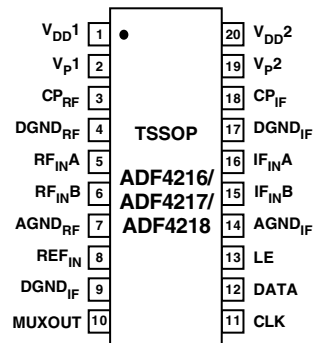 VDD1 1 20 VDD2
VP1 2 19 VP2
CPRF 3 18 CPIF
DGNDRF 4 TSSOP 17 DGNDIF
RFINA 5 ADF4216/ 16 IFINA
RFINB 6 ADF4217/ 15 IFINB
AGNDRF 7 ADF4218 14 AGNDIF
REFIN 8 13 LE
DGNDIF 9 12 DATA
MUXOUT 10 11 CLK